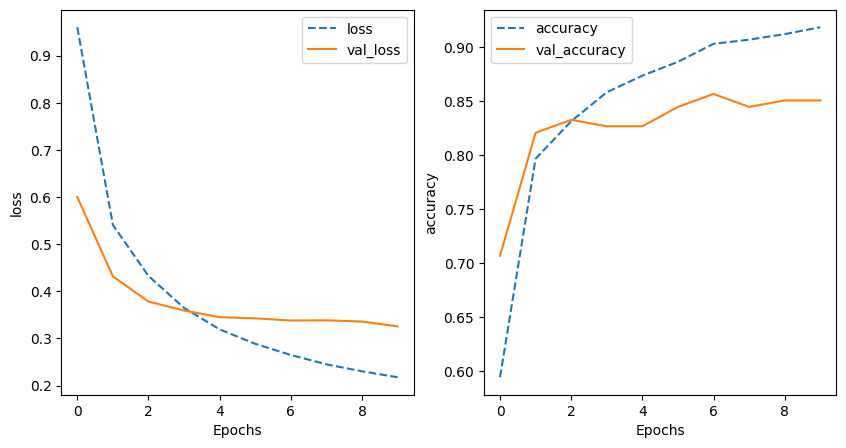 loss
val_loss
0.9
0.8
0.7
0.6
0.5
0.4
0.3
0.2
loss
0 2 4 6 8
Epochs
accuracy
val_accuracy
0.90
0.85
0.80
0.75
0.70
0.65
0.60
accuracy
0 2 4 6 8
Epochs